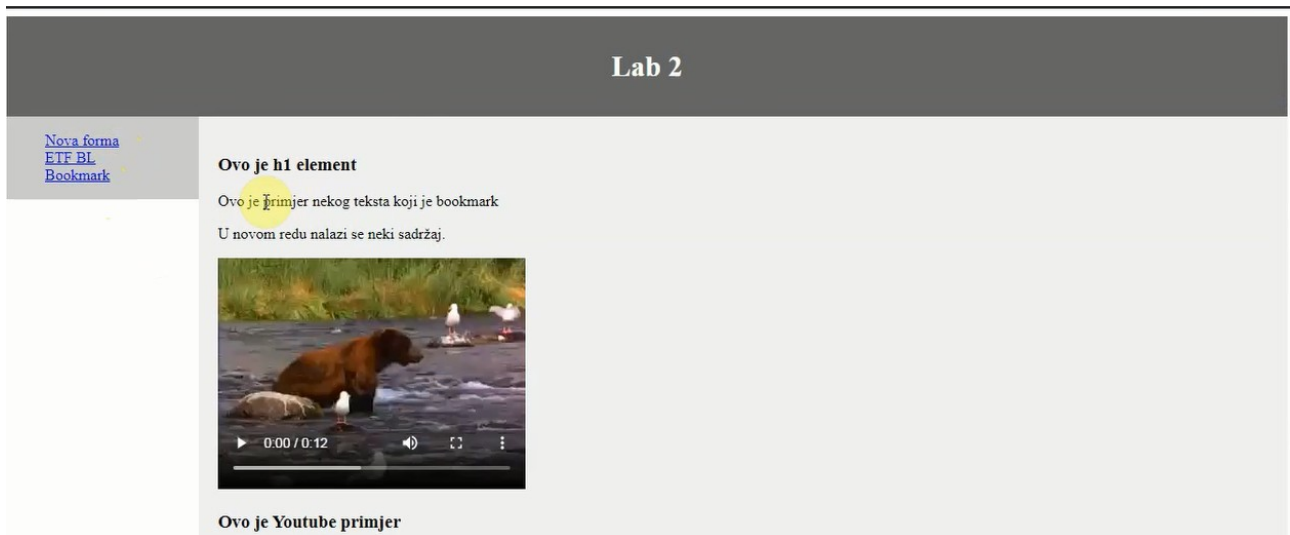 Lab 2
Nova forma
ETF BL
Bookmark
Ovo je h1 element
Ovo je primjer nekog teksta koji je bookmark
U novom redu nalazi se neki sadržaj.
0:00 / 0:12
Ovo je Youtube primjer